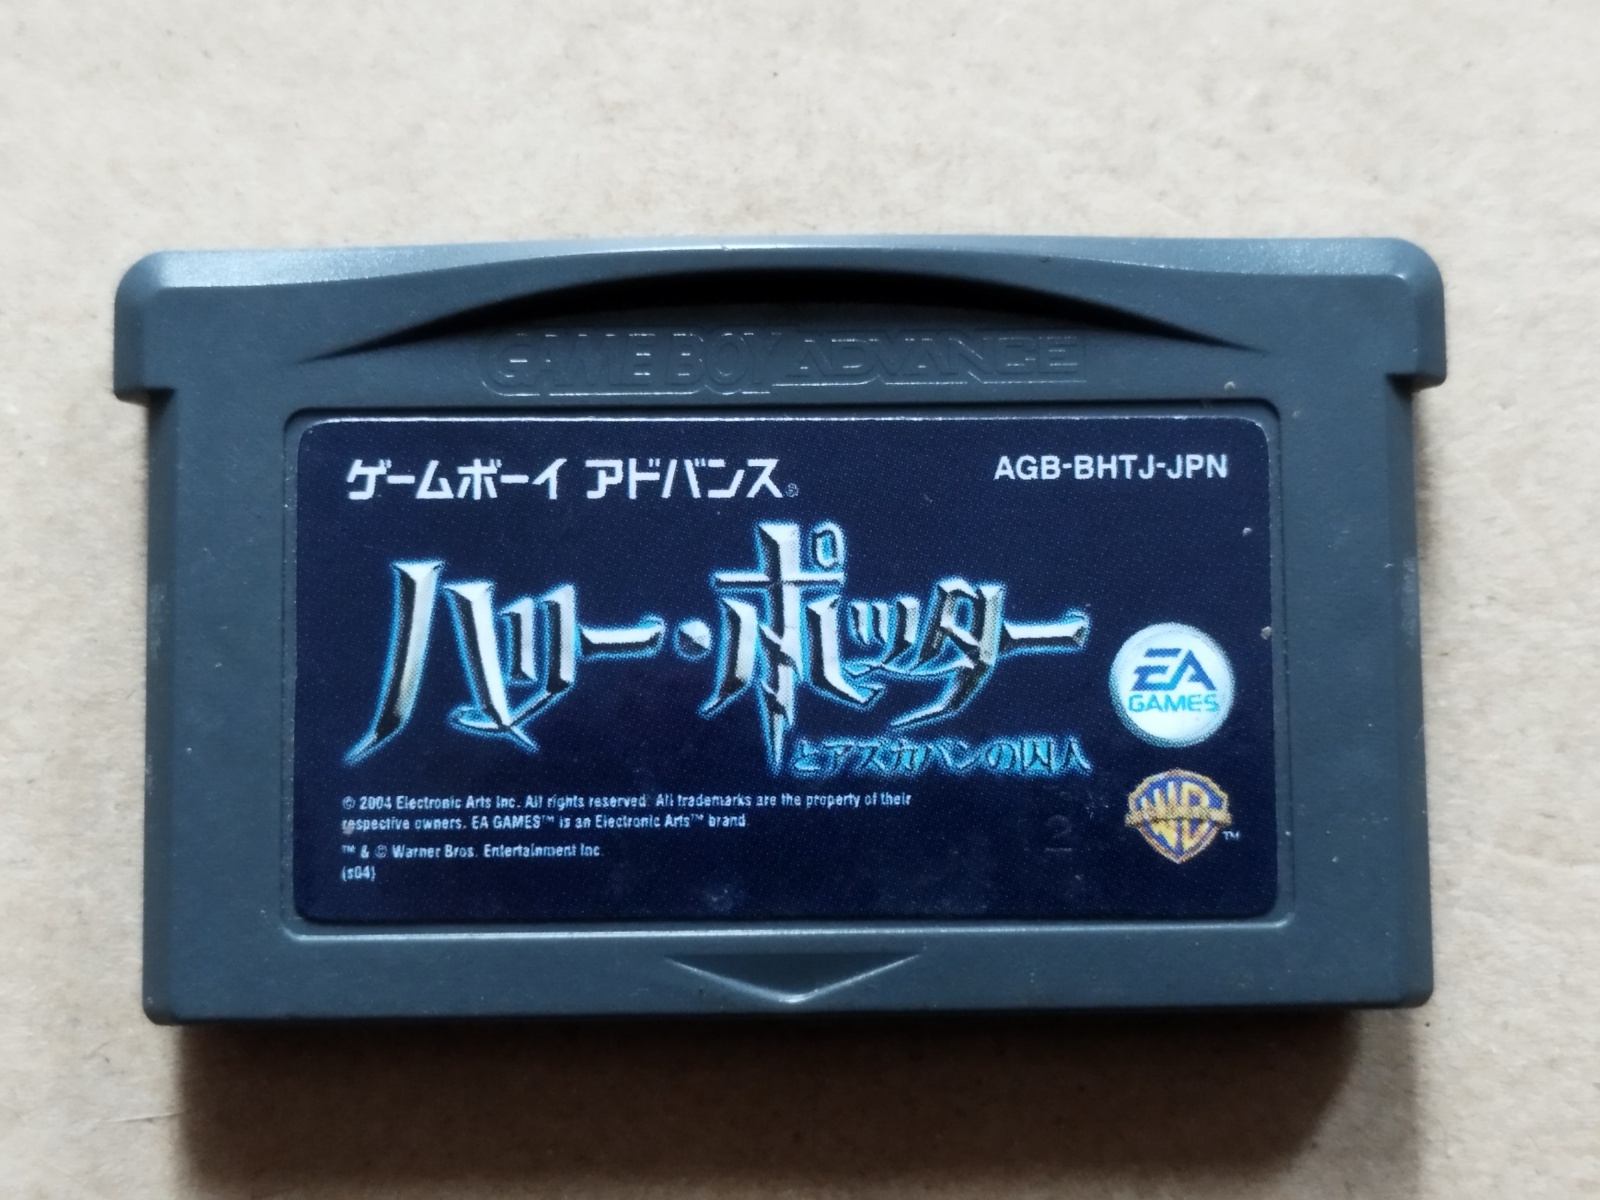 GAME BOY ADVANCE
ゲームボーイ アドバンス®
AGB-BHTJ-JPN
ハリー・ポッター
とアズカバンの囚人
EA
GAMES
© 2004 Electronic Arts Inc. All rights reserved. All trademarks are the property of their
respective owners. EA GAMES™ is an Electronic Arts™ brand.
™ & © Warner Bros. Entertainment Inc.
(s04)
2
WB™